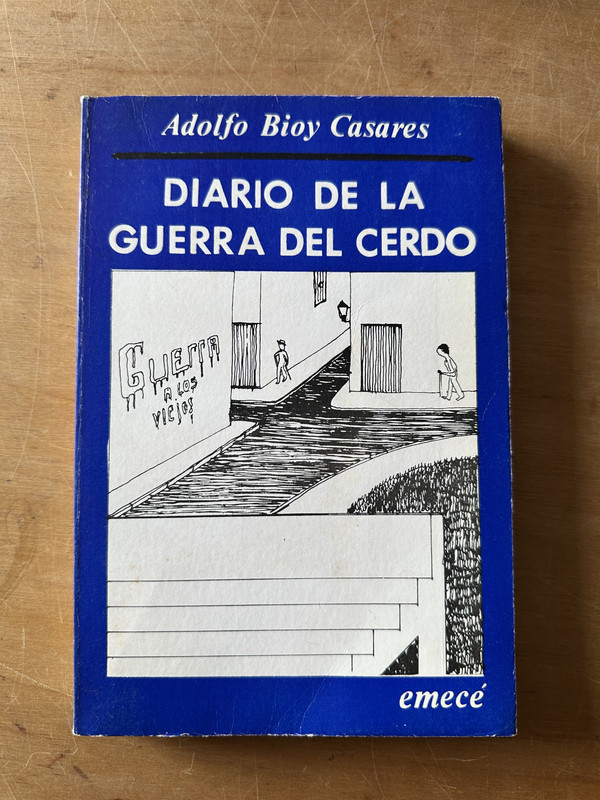 Adolfo Bioy Casares
DIARIO DE LA
GUERRA DEL CERDO
Guerra
A LOS
viejos
emecé